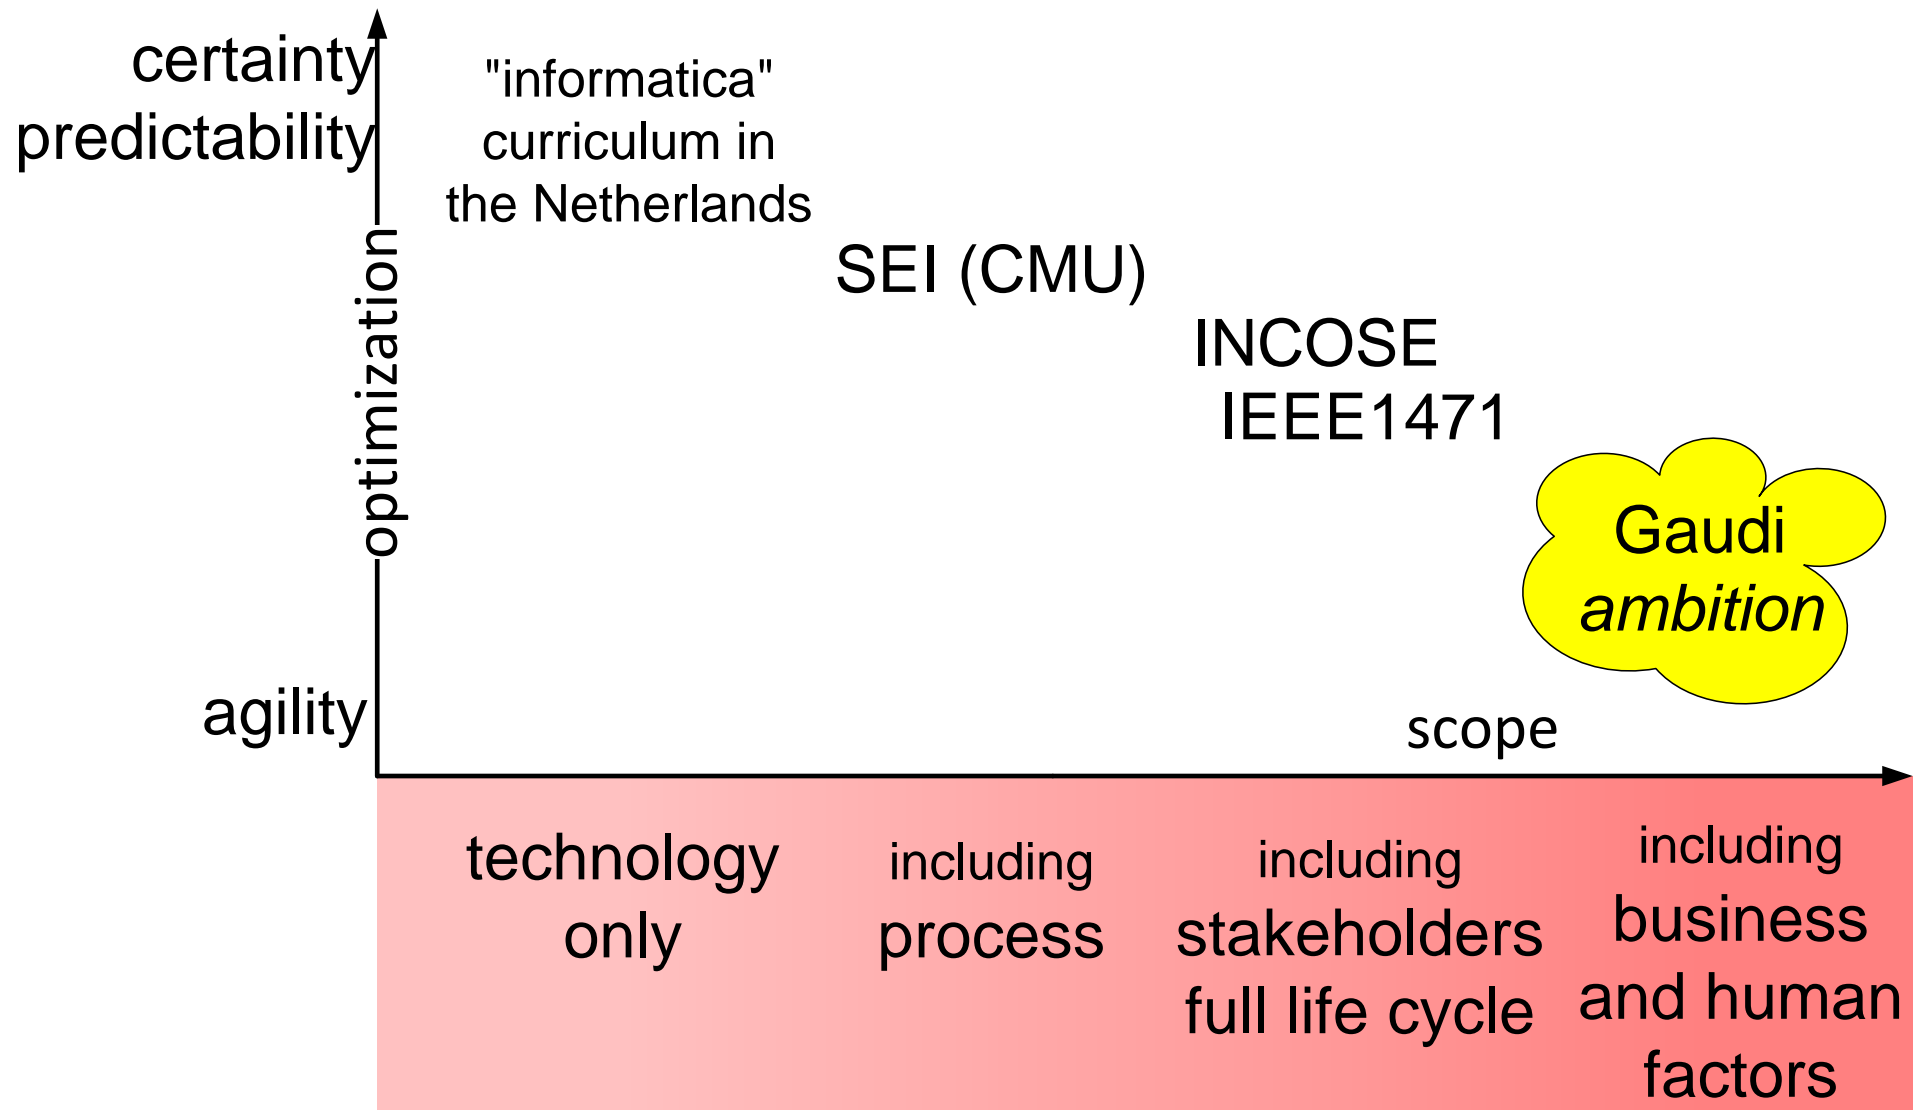 certainty
predictability
"informatica"
curriculum in
the Netherlands
optimization
SEI (CMU)
INCOSE
IEEE1471
Gaudi
ambition
agility
scope
technology
only
including
process
including
stakeholders
full life cycle
including
business
and human
factors